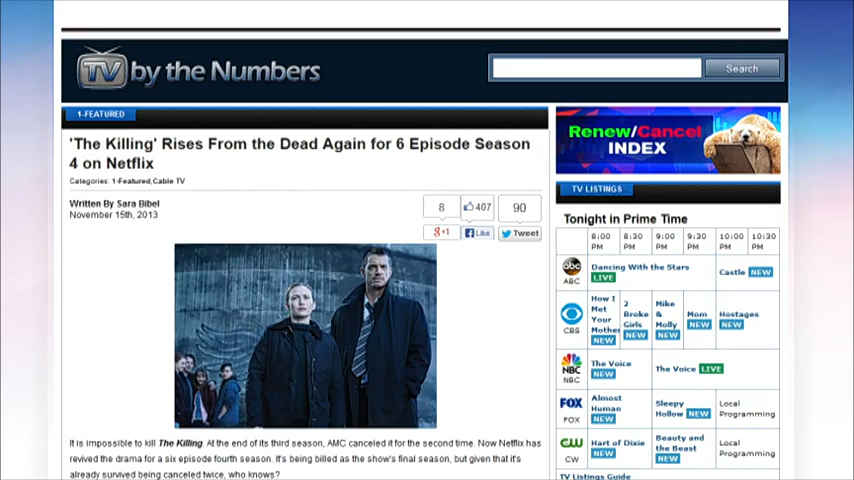 TV by the Numbers
Search
1-FEATURED
'The Killing' Rises From the Dead Again for 6 Episode Season
4 on Netflix
Categories: 1-Featured,Cable TV
Written By Sara Bibel
November 15th, 2013
8
407
90
g+1
Like
Tweet
It is impossible to kill The Killing. At the end of its third season, AMC canceled it for the second time. Now Netflix has
revived the drama for a six episode fourth season. It's being billed as the show's final season, but given that it's
already survived being canceled twice, who knows?
Renew/Cancel
INDEX
TV LISTINGS
Tonight in Prime Time
8:00 PM 8:30 PM 9:00 PM 9:30 PM 10:00 PM 10:30 PM
abc
ABC
Dancing With the Stars
LIVE
Castle NEW
CBS
How I
Met
Your
Mother
NEW
2
Broke
Girls
NEW
Mike
&
Molly
NEW
Mom
NEW
Hostages
NEW
NBC
NBC
The Voice
NEW
The Voice LIVE
FOX
FOX
Almost
Human
NEW
Sleepy
Hollow NEW
Local
Programming
CW
CW
Hart of Dixie
NEW
Beauty and
the Beast
NEW
Local
Programming
TV Listings Guide